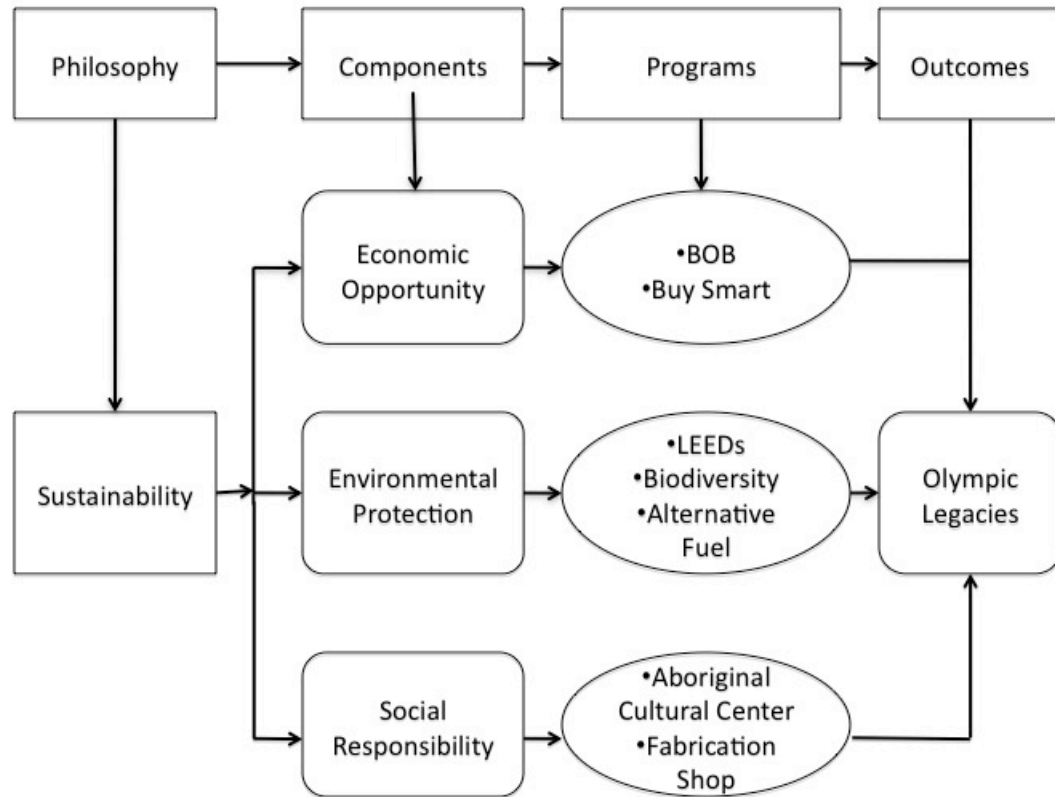 Philosophy
Components
Programs
Outcomes
Economic
Opportunity
•BOB
•Buy Smart
Sustainability
Environmental
Protection
•LEEDs
•Biodiversity
•Alternative
Fuel
Olympic
Legacies
Social
Responsibility
•Aboriginal
Cultural Center
•Fabrication
Shop